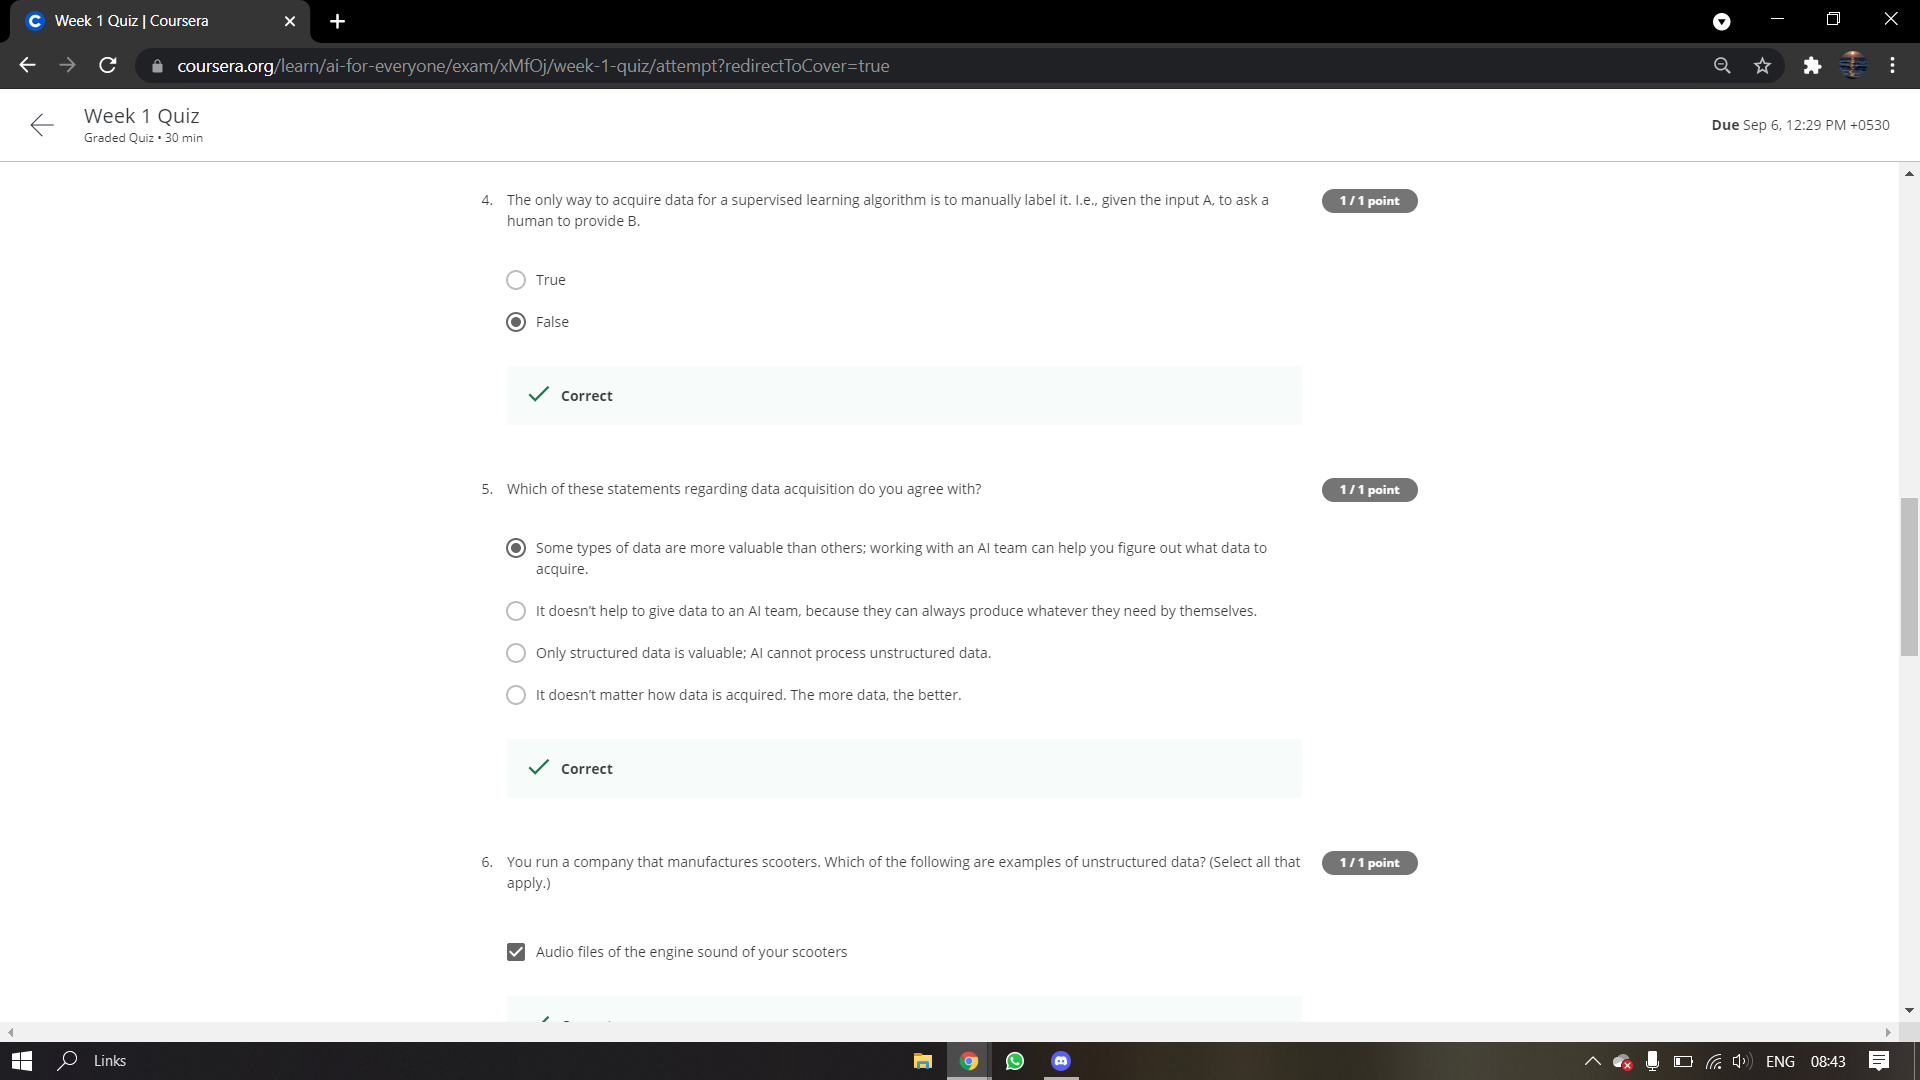 Week 1 Quiz | Coursera
coursera.org/learn/ai-for-everyone/exam/xMfOj/week-1-quiz/attempt?redirectToCover=true
Week 1 Quiz
Graded Quiz • 30 min
Due Sep 6, 12:29 PM +0530
4. The only way to acquire data for a supervised learning algorithm is to manually label it. I.e., given the input A, to ask a
human to provide B.
1 / 1 point
True
False
Correct
5. Which of these statements regarding data acquisition do you agree with?
1 / 1 point
Some types of data are more valuable than others; working with an AI team can help you figure out what data to
acquire.
It doesn't help to give data to an AI team, because they can always produce whatever they need by themselves.
Only structured data is valuable; AI cannot process unstructured data.
It doesn't matter how data is acquired. The more data, the better.
Correct
6. You run a company that manufactures scooters. Which of the following are examples of unstructured data? (Select all that
apply.)
1 / 1 point
Audio files of the engine sound of your scooters
Links
ENG
08:43